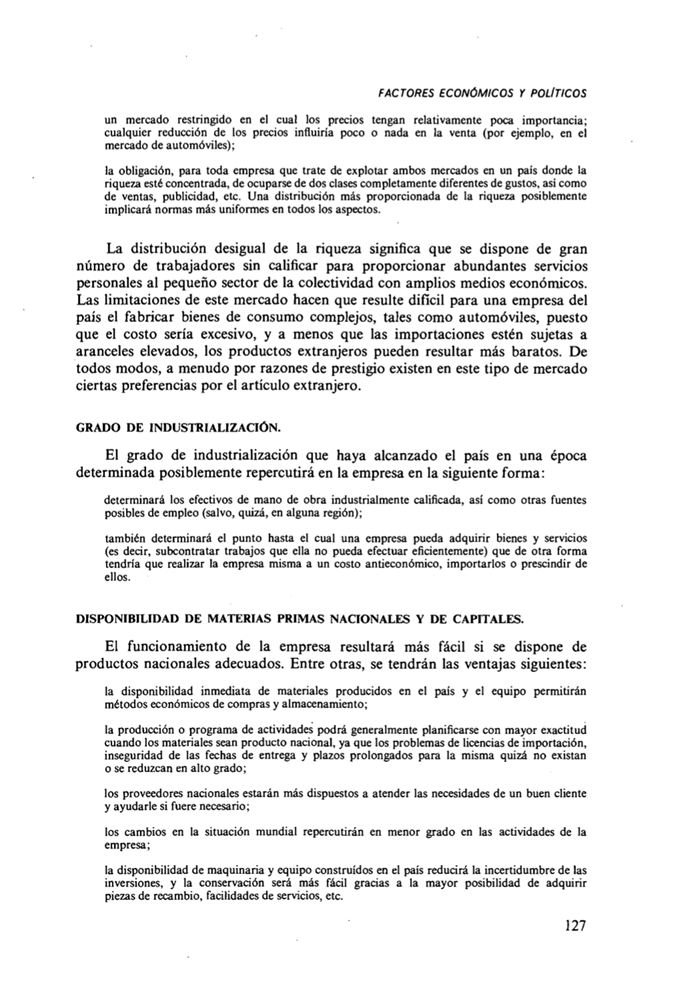 FACTORES ECONÓMICOS Y POLÍTICOS
un mercado restringido en el cual los precios tengan relativamente poca importancia;
cualquier reducción de los precios influiría poco o nada en la venta (por ejemplo, en el
mercado de automóviles);
la obligación, para toda empresa que trate de explotar ambos mercados en un país donde la
riqueza esté concentrada, de ocuparse de dos clases completamente diferentes de gustos, así como
de ventas, publicidad, etc. Una distribución más proporcionada de la riqueza posiblemente
implicará normas más uniformes en todos los aspectos.
La distribución desigual de la riqueza significa que se dispone de gran
número de trabajadores sin calificar para proporcionar abundantes servicios
personales al pequeño sector de la colectividad con amplios medios económicos.
Las limitaciones de este mercado hacen que resulte difícil para una empresa del
país el fabricar bienes de consumo complejos, tales como automóviles, puesto
que el costo sería excesivo, y a menos que las importaciones estén sujetas a
aranceles elevados, los productos extranjeros pueden resultar más baratos. De
todos modos, a menudo por razones de prestigio existen en este tipo de mercado
ciertas preferencias por el artículo extranjero.
GRADO DE INDUSTRIALIZACIÓN.
El grado de industrialización que haya alcanzado el país en una época
determinada posiblemente repercutirá en la empresa en la siguiente forma:
determinará los efectivos de mano de obra industrialmente calificada, así como otras fuentes
posibles de empleo (salvo, quizá, en alguna región);
también determinará el punto hasta el cual una empresa pueda adquirir bienes y servicios
(es decir, subcontratar trabajos que ella no pueda efectuar eficientemente) que de otra forma
tendría que realizar la empresa misma a un costo antieconómico, importarlos o prescindir de
ellos.
DISPONIBILIDAD DE MATERIAS PRIMAS NACIONALES Y DE CAPITALES.
El funcionamiento de la empresa resultará más fácil si se dispone de
productos nacionales adecuados. Entre otras, se tendrán las ventajas siguientes:
la disponibilidad inmediata de materiales producidos en el país y el equipo permitirán
métodos económicos de compras y almacenamiento;
la producción o programa de actividades podrá generalmente planificarse con mayor exactitud
cuando los materiales sean producto nacional, ya que los problemas de licencias de importación,
inseguridad de las fechas de entrega y plazos prolongados para la misma quizá no existan
o se reduzcan en alto grado;
los proveedores nacionales estarán más dispuestos a atender las necesidades de un buen cliente
y ayudarle si fuere necesario;
los cambios en la situación mundial repercutirán en menor grado en las actividades de la
empresa;
la disponibilidad de maquinaria y equipo construídos en el país reducirá la incertidumbre de las
inversiones, y la conservación será más fácil gracias a la mayor posibilidad de adquirir
piezas de recambio, facilidades de servicios, etc.
127